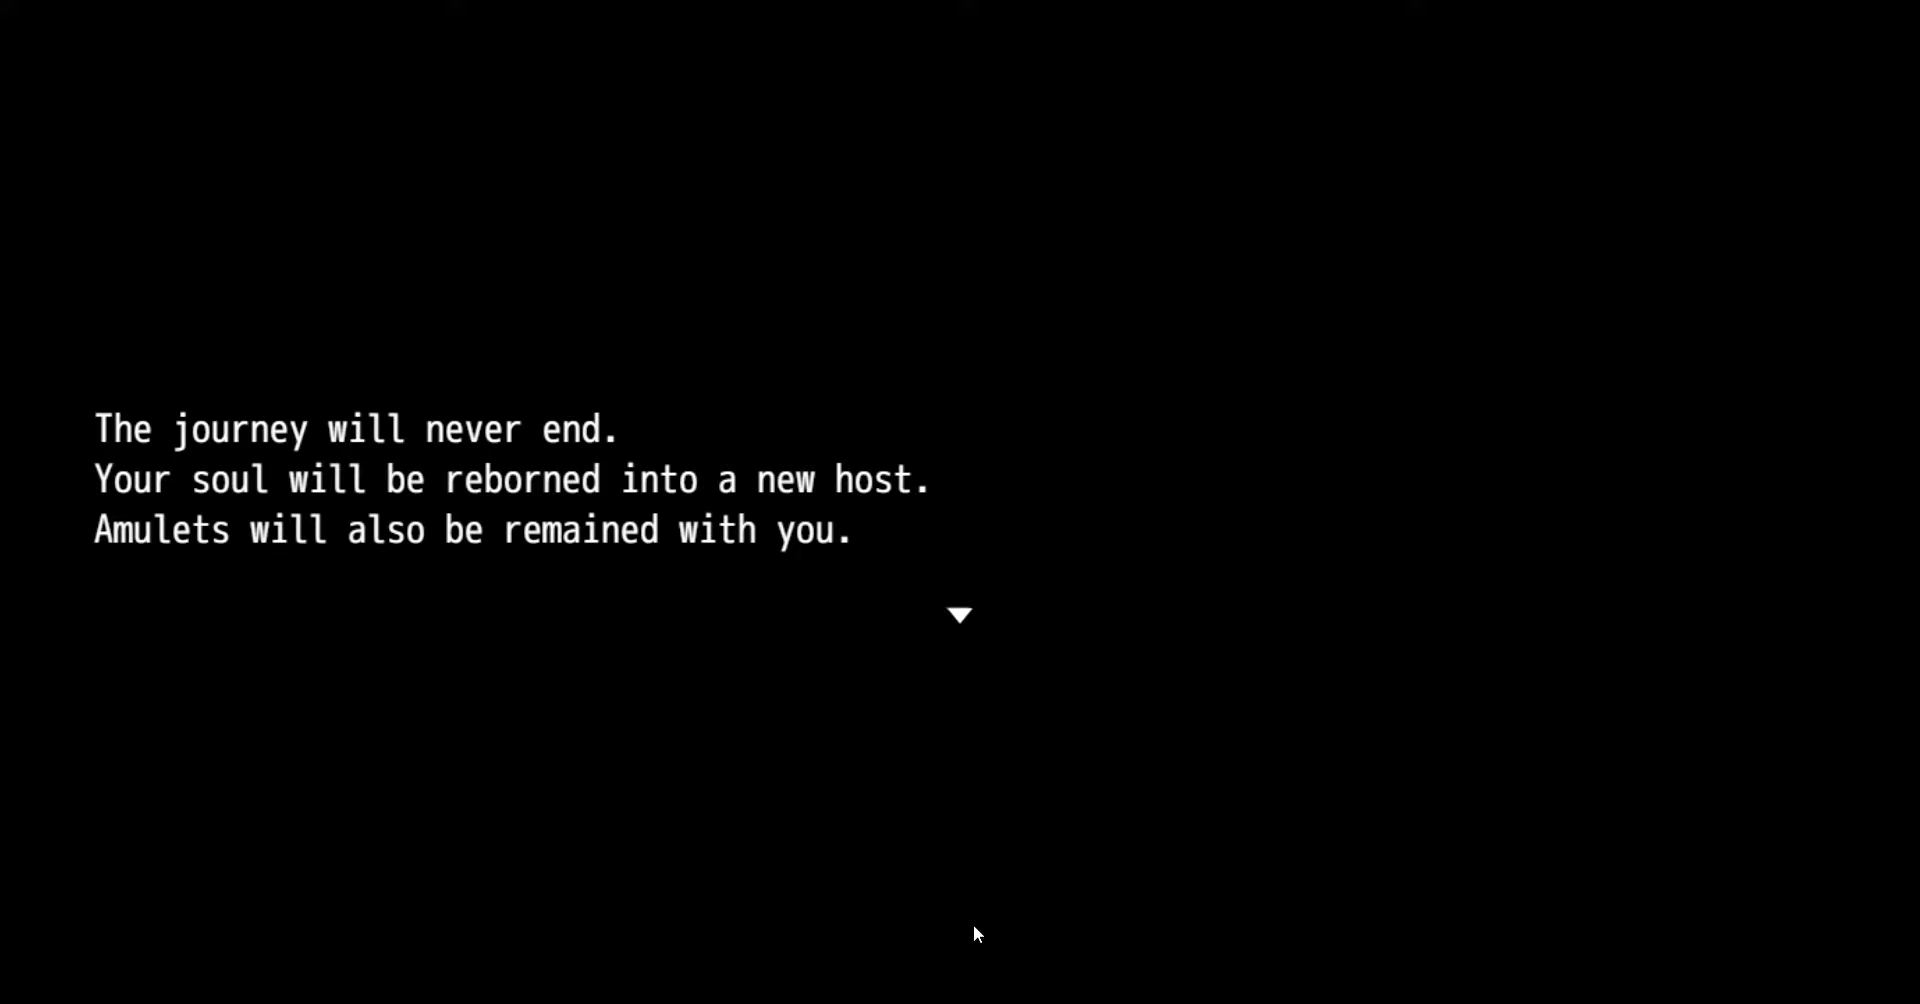 The journey will never end.
Your soul will be reborned into a new host.
Amulets will also be remained with you.